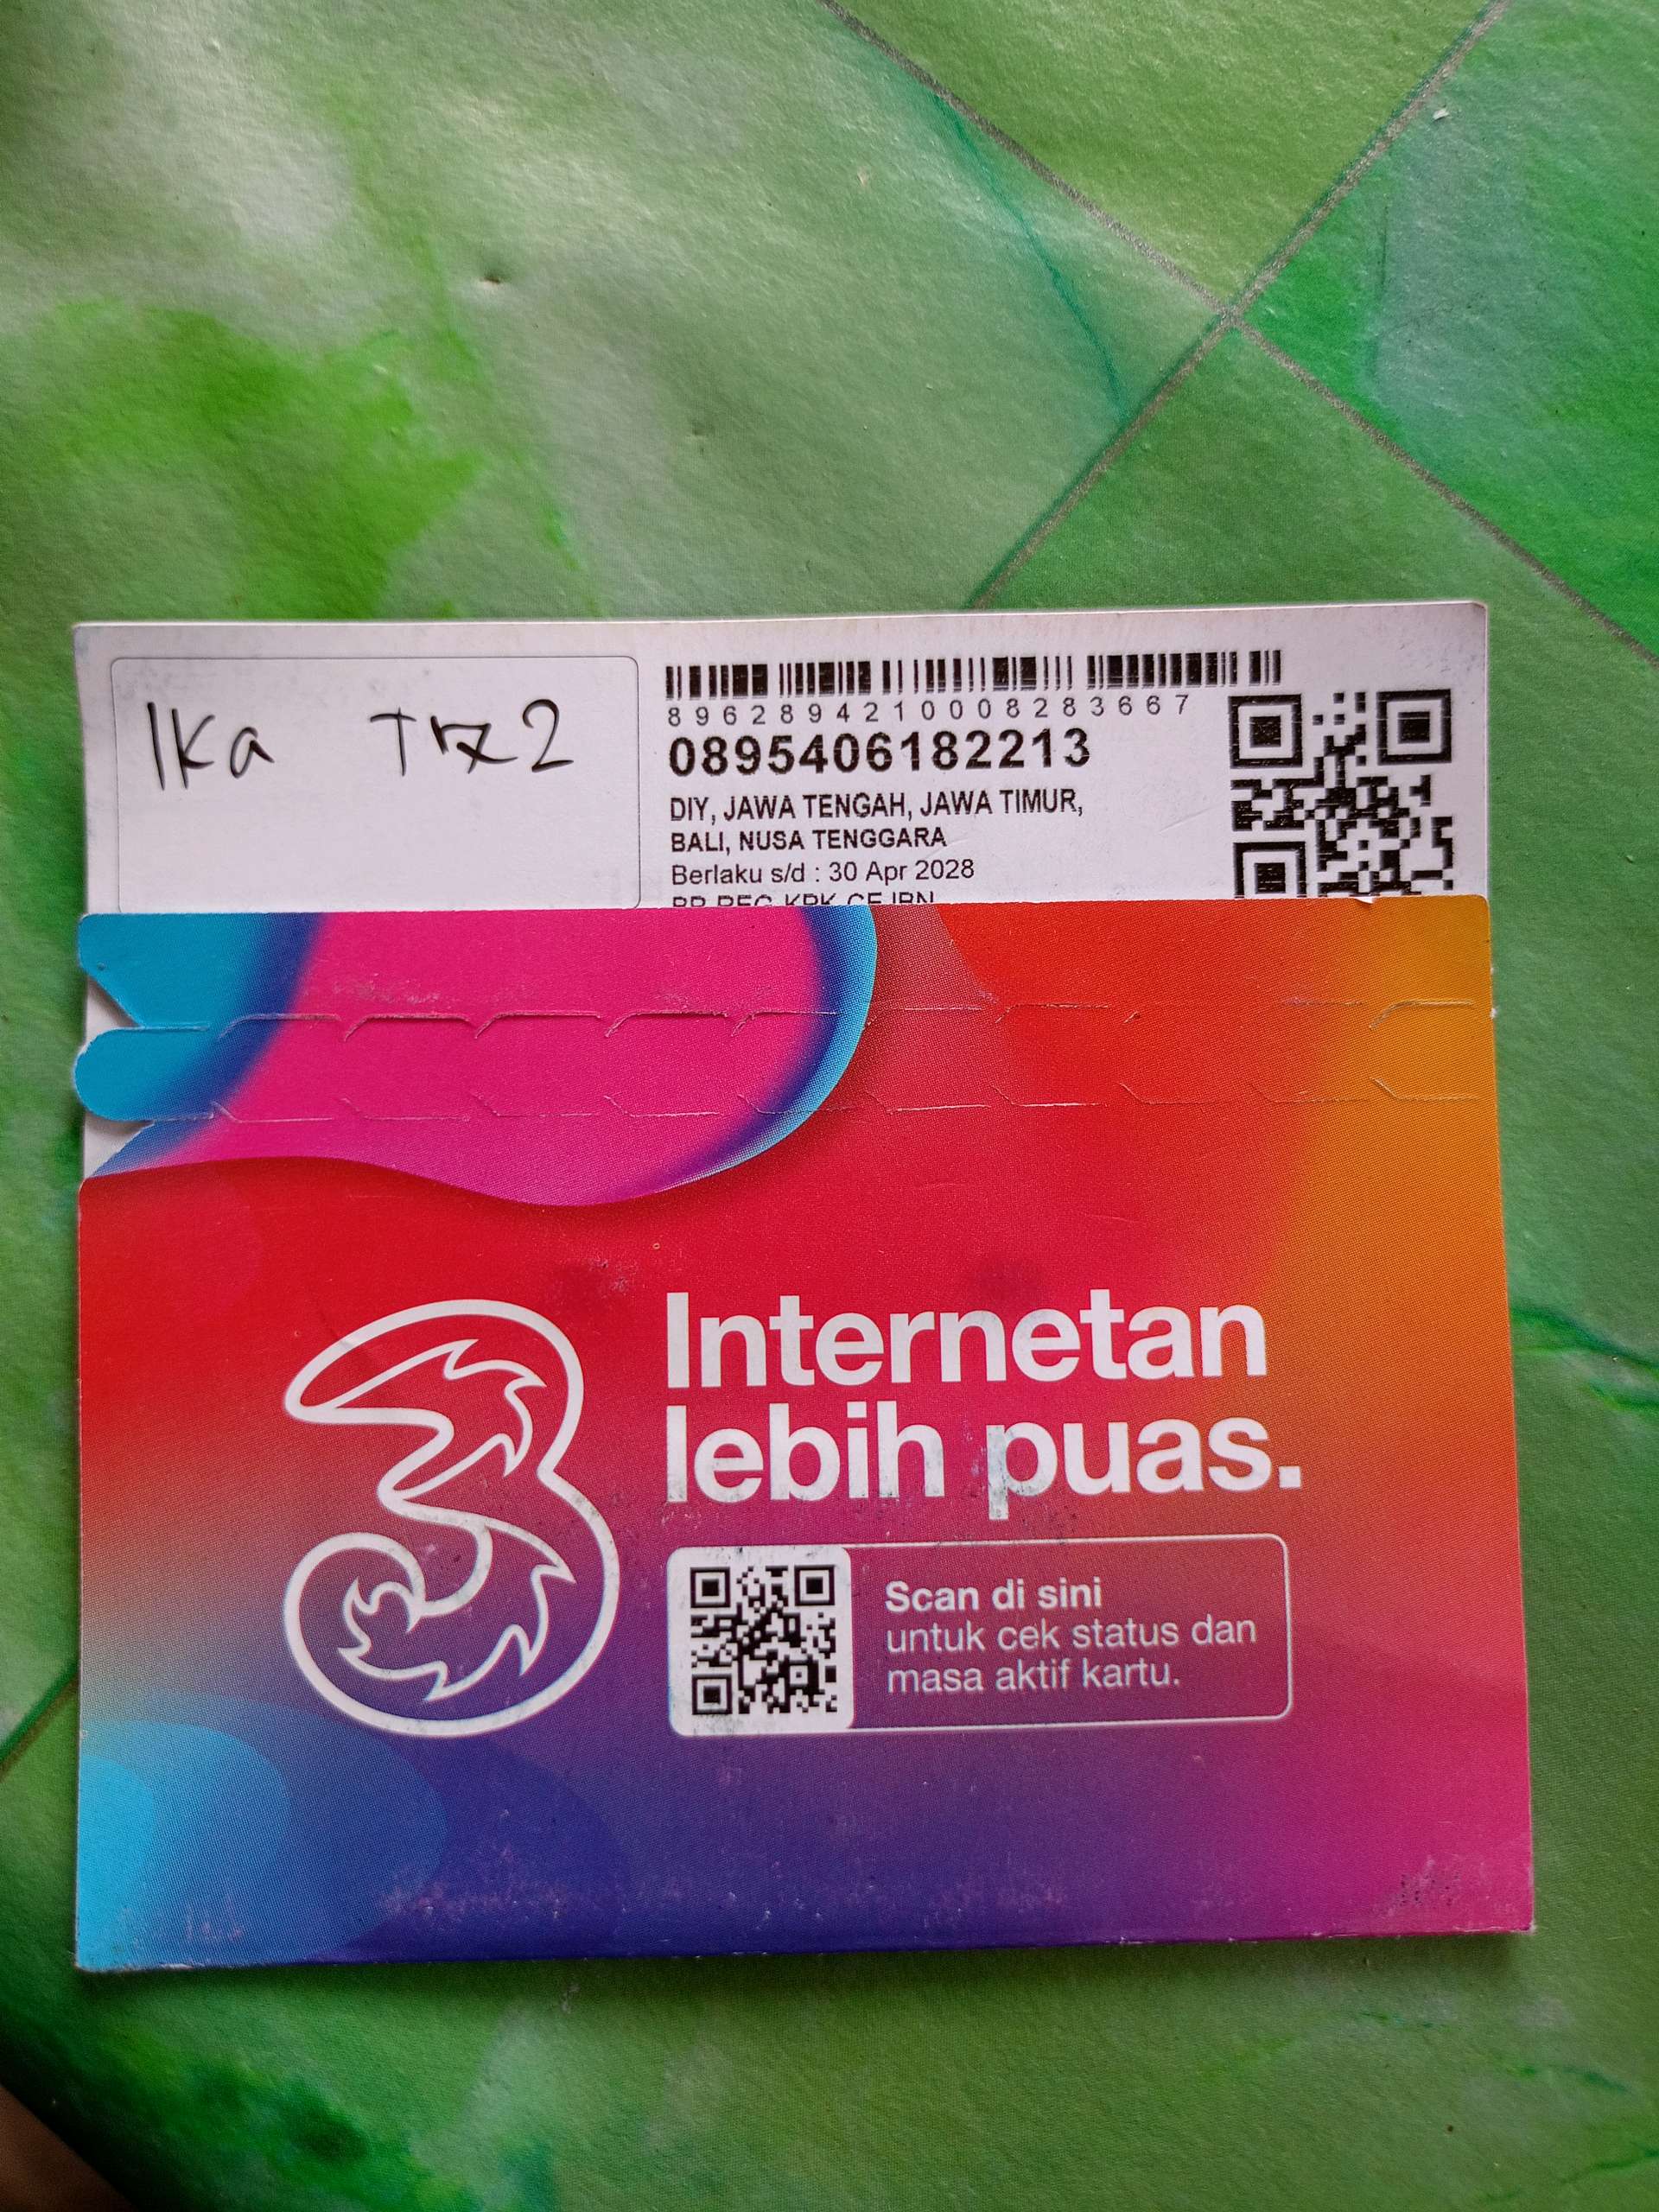 Ika
8962894210008283667
0895406182213
DIY, JAWA TENGAH, JAWA TIMUR,
BALI, NUSA TENGGARA
Berlaku s/d : 30 Apr 2028
3
Internetan
lebih puas.
Scan di sini
untuk cek status dan
masa aktif kartu.